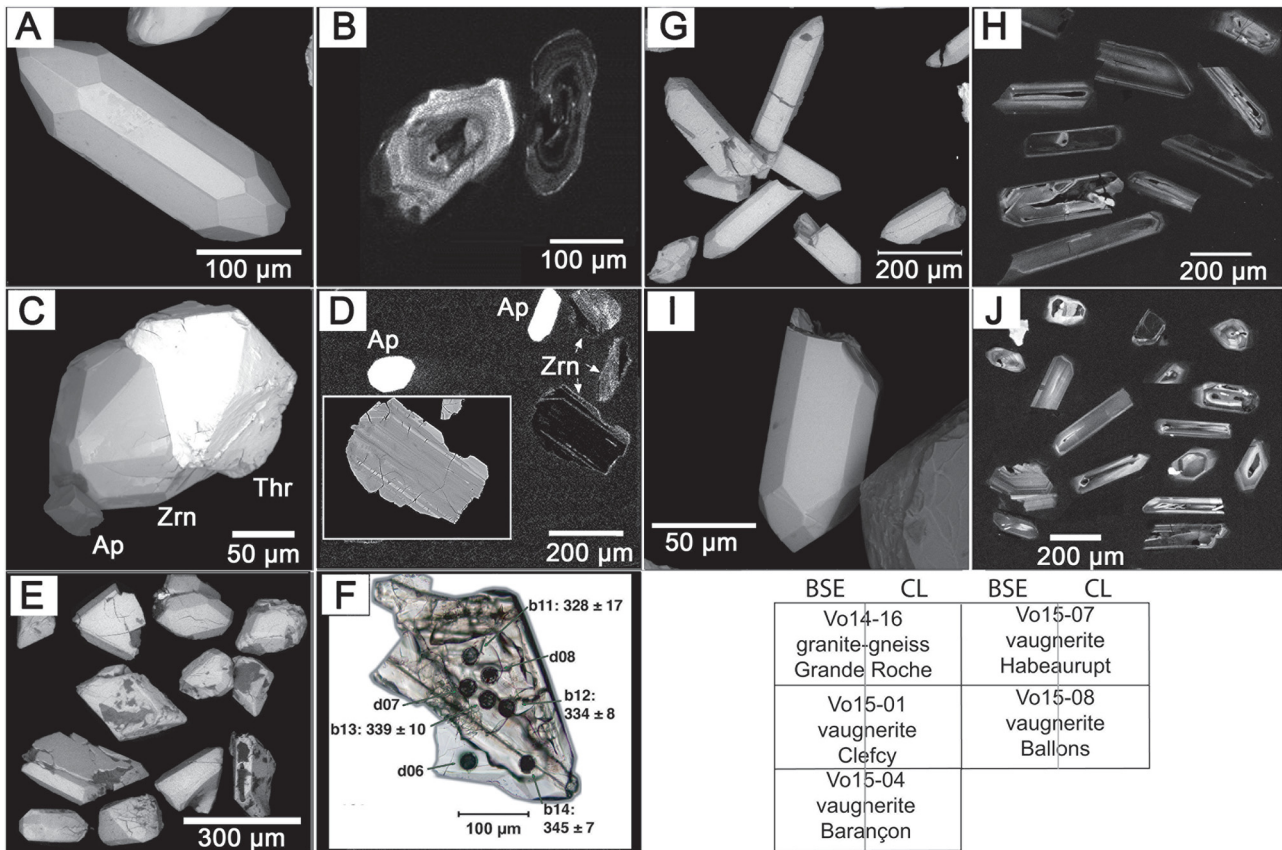 A
100 µm
B
100 µm
G
200 µm
H
200 µm
C
Thr
Zrn
Ap
50 µm
D
Ap
Ap
Zrn
200 µm
I
50 µm
J
200 µm
E
300 µm
F
b11: 328 ± 17
d08
d07
b12:
334 ± 8
b13: 339 ± 10
d06
b14:
345 ± 7
100 µm
BSE CL BSE CL
Vo14-16
granite-gneiss
Grande Roche
Vo15-07
vaugnerite
Habeaurupt
Vo15-01
vaugnerite
Clefcy
Vo15-08
vaugnerite
Ballons
Vo15-04
vaugnerite
Barançon